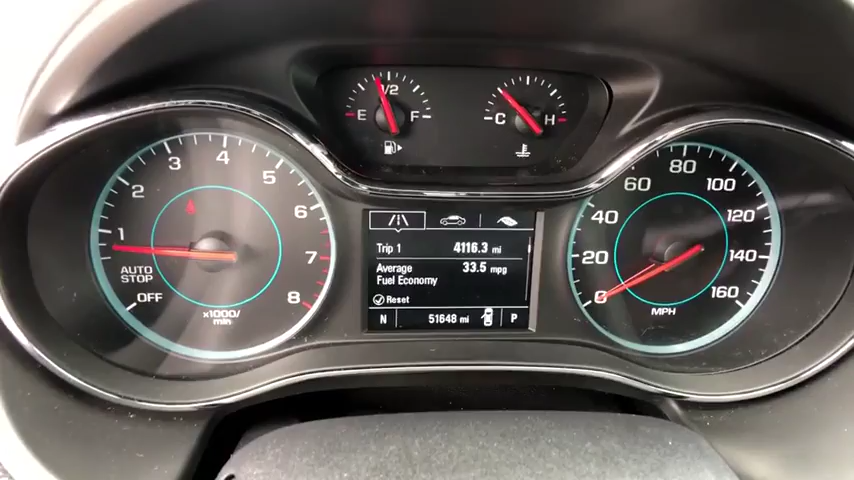 1/2
E F
C H
1 2 3 4 5 6 7 8
AUTO
STOP
OFF
x1000/
min
Trip 1 4116.3 mi
Average 33.5 mpg
Fuel Economy
Reset
N 51648 mi P
0 20 40 60 80 100 120 140 160
MPH